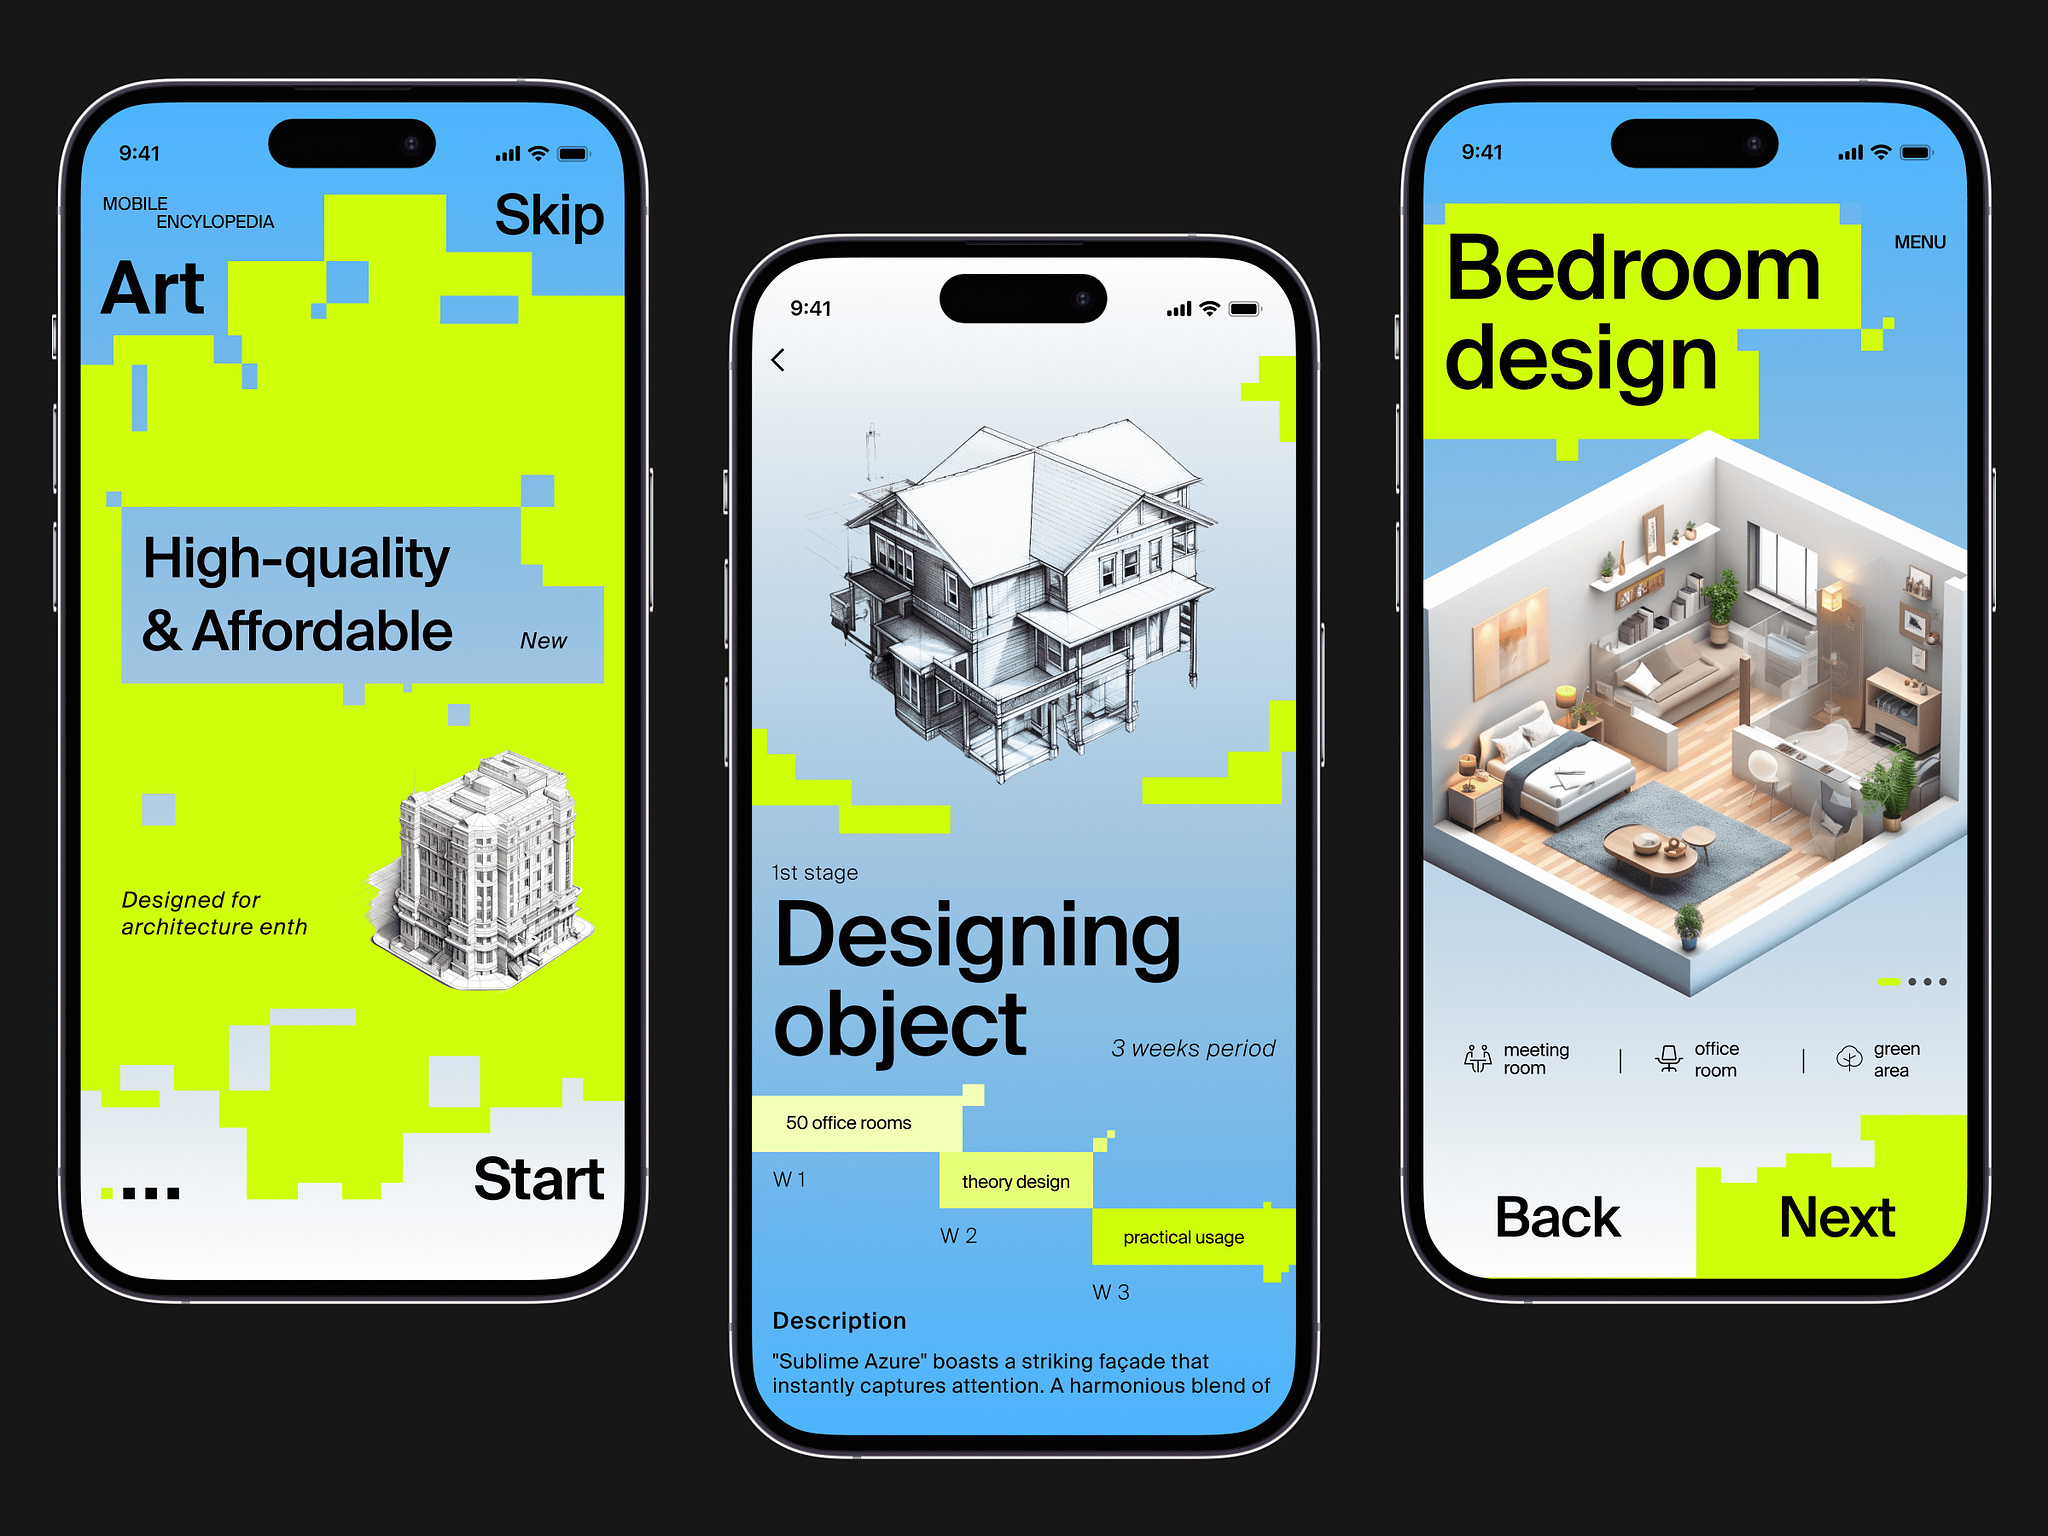 9:41
MOBILE
ENCYLOPEDIA
Skip
Art
High-quality
& Affordable
New
Designed for
architecture enth
Start
9:41
1st stage
Designing
object
3 weeks period
50 office rooms
W 1
theory design
W 2
practical usage
W 3
Description
"Sublime Azure" boasts a striking façade that
instantly captures attention. A harmonious blend of
9:41
MENU
Bedroom
design
meeting
room
office
room
green
area
Back
Next